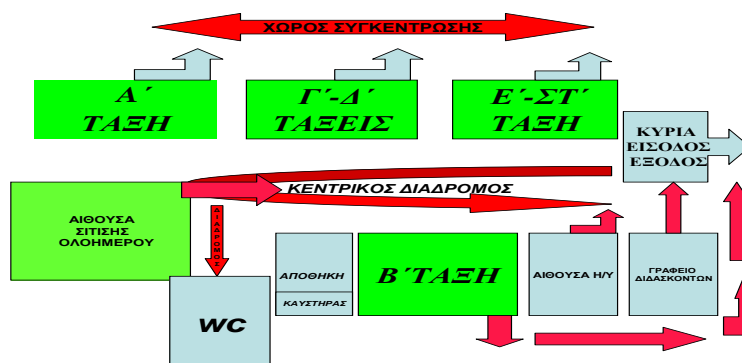 ΧΩΡΟΣ ΣΥΓΚΕΝΤΡΩΣΗΣ
Α΄
ΤΑΞΗ
Γ΄-Δ΄
ΤΑΞΕΙΣ
Ε΄-ΣΤ΄
ΤΑΞΗ
ΚΥΡΙΑ
ΕΙΣΟΔΟΣ
ΕΞΟΔΟΣ
ΚΕΝΤΡΙΚΟΣ ΔΙΑΔΡΟΜΟΣ
ΑΙΘΟΥΣΑ
ΣΙΤΙΣΗΣ
ΟΛΟΗΜΕΡΟΥ
ΔΙΑΔΡΟΜΟΣ
WC
ΑΠΟΘΗΚΗ
ΚΑΥΣΤΗΡΑΣ
Β΄ΤΑΞΗ
ΑΙΘΟΥΣΑ Η/Υ
ΓΡΑΦΕΙΟ
ΔΙΔΑΣΚΟΝΤΩΝ